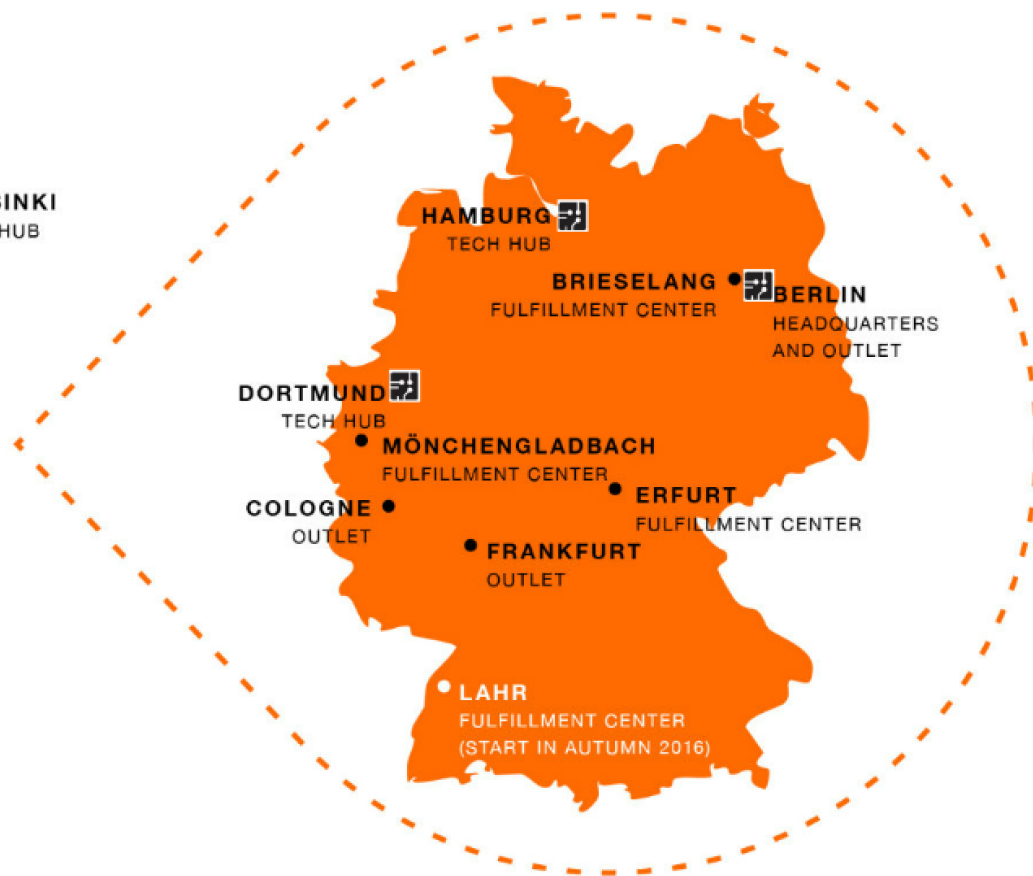 HUB
HAMBURG
TECH HUB
BRIESELANG
FULFILLMENT CENTER
BERLIN
HEADQUARTERS
AND OUTLET
DORTMUND
TECH HUB
MÖNCHENGLADBACH
FULFILLMENT CENTER
COLOGNE
OUTLET
ERFURT
FULFILLMENT CENTER
FRANKFURT
OUTLET
LAHR
FULFILLMENT CENTER
(START IN AUTUMN 2016)